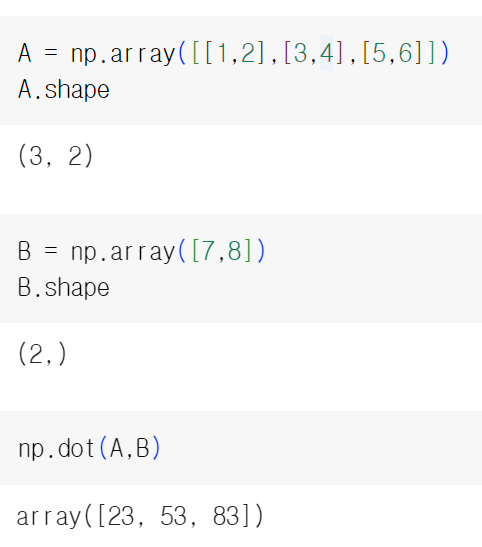 A = np.array([[1,2],[3,4],[5,6]])
A.shape
(3, 2)
B = np.array([7,8])
B.shape
(2,)
np.dot(A,B)
array([23, 53, 83])